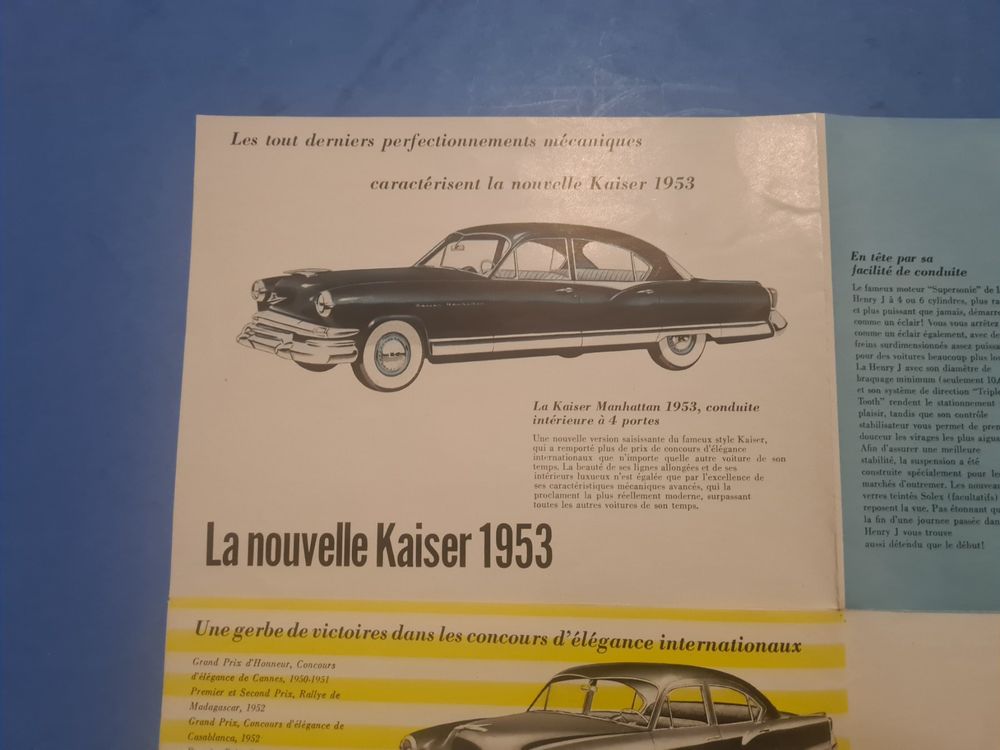 Les tout derniers perfectionnements mécaniques
caractérisent la nouvelle Kaiser 1953
La Kaiser Manhattan 1953, conduite
intérieure à 4 portes
Une nouvelle version saisissante du fameux style Kaiser,
qui a remporté plus de prix de concours d'élégance
internationaux que n'importe quelle autre voiture de son
temps. La beauté de ses lignes allongées et de ses
intérieurs luxueux n'est égalée que par l'excellence de
ses caractéristiques mécaniques avancés, qui la
proclament la plus réellement moderne, surpassant
toutes les autres voitures de son temps.
La nouvelle Kaiser 1953
Une gerbe de victoires dans les concours d'élégance internationaux
Grand Prix d'Honneur, Concours
d'élégance de Cannes, 1950-1951
Premier et Second Prix, Rallye de
Madagascar, 1952
Grand Prix, Concours d'élégance de
Casablanca, 1952
En tête par sa
facilité de conduite
Le fameux moteur "Supersonic" de
Henry J à 4 ou 6 cylindres, plus
et plus puissant que jamais, démarre
comme un éclair! Vous vous arrêtez
comme un éclair également, avec
freins surdimensionnés assez
pour des voitures beaucoup plus
La Henry J avec son diamètre de
braquage minimum (seulement
et son système de direction "Triple
Tooth" rendent le stationnement
plaisir, tandis que son contrôle
stabilisateur vous permet de
douceur les virages les plus
Afin d'assurer une meilleure
stabilité, la suspension a été
construite spécialement pour
marchés d'outremer. Les
verres teintés Solex (facultatifs)
reposent la vue. Pas étonnant
la fin d'une journee passée
Henry J vous trouve
aussi détendu que le début!